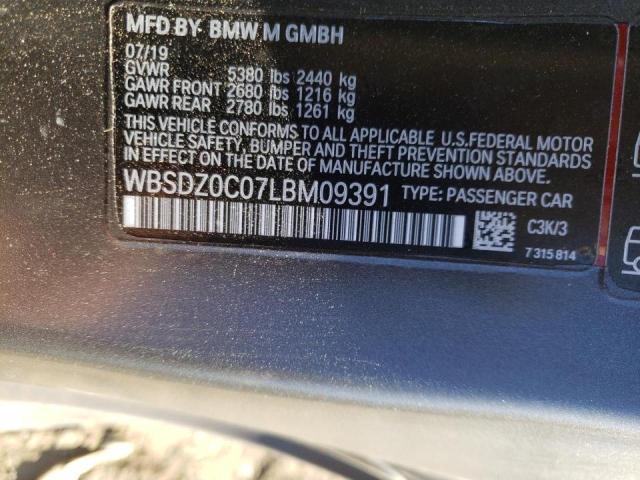 MFD BY BMW M GMBH
07/19
GVWR 5380 lbs 2440 kg
GAWR FRONT 2680 lbs 1216 kg
GAWR REAR 2780 lbs 1261 kg
THIS VEHICLE CONFORMS TO ALL APPLICABLE U.S.FEDERAL MOTOR
VEHICLE SAFETY, BUMPER AND THEFT PREVENTION STANDARDS
IN EFFECT ON THE DATE OF MANUFACTURE SHOWN ABOVE.
WBSDZ0C07LBM09391 TYPE: PASSENGER CAR
C3K/3
7315814